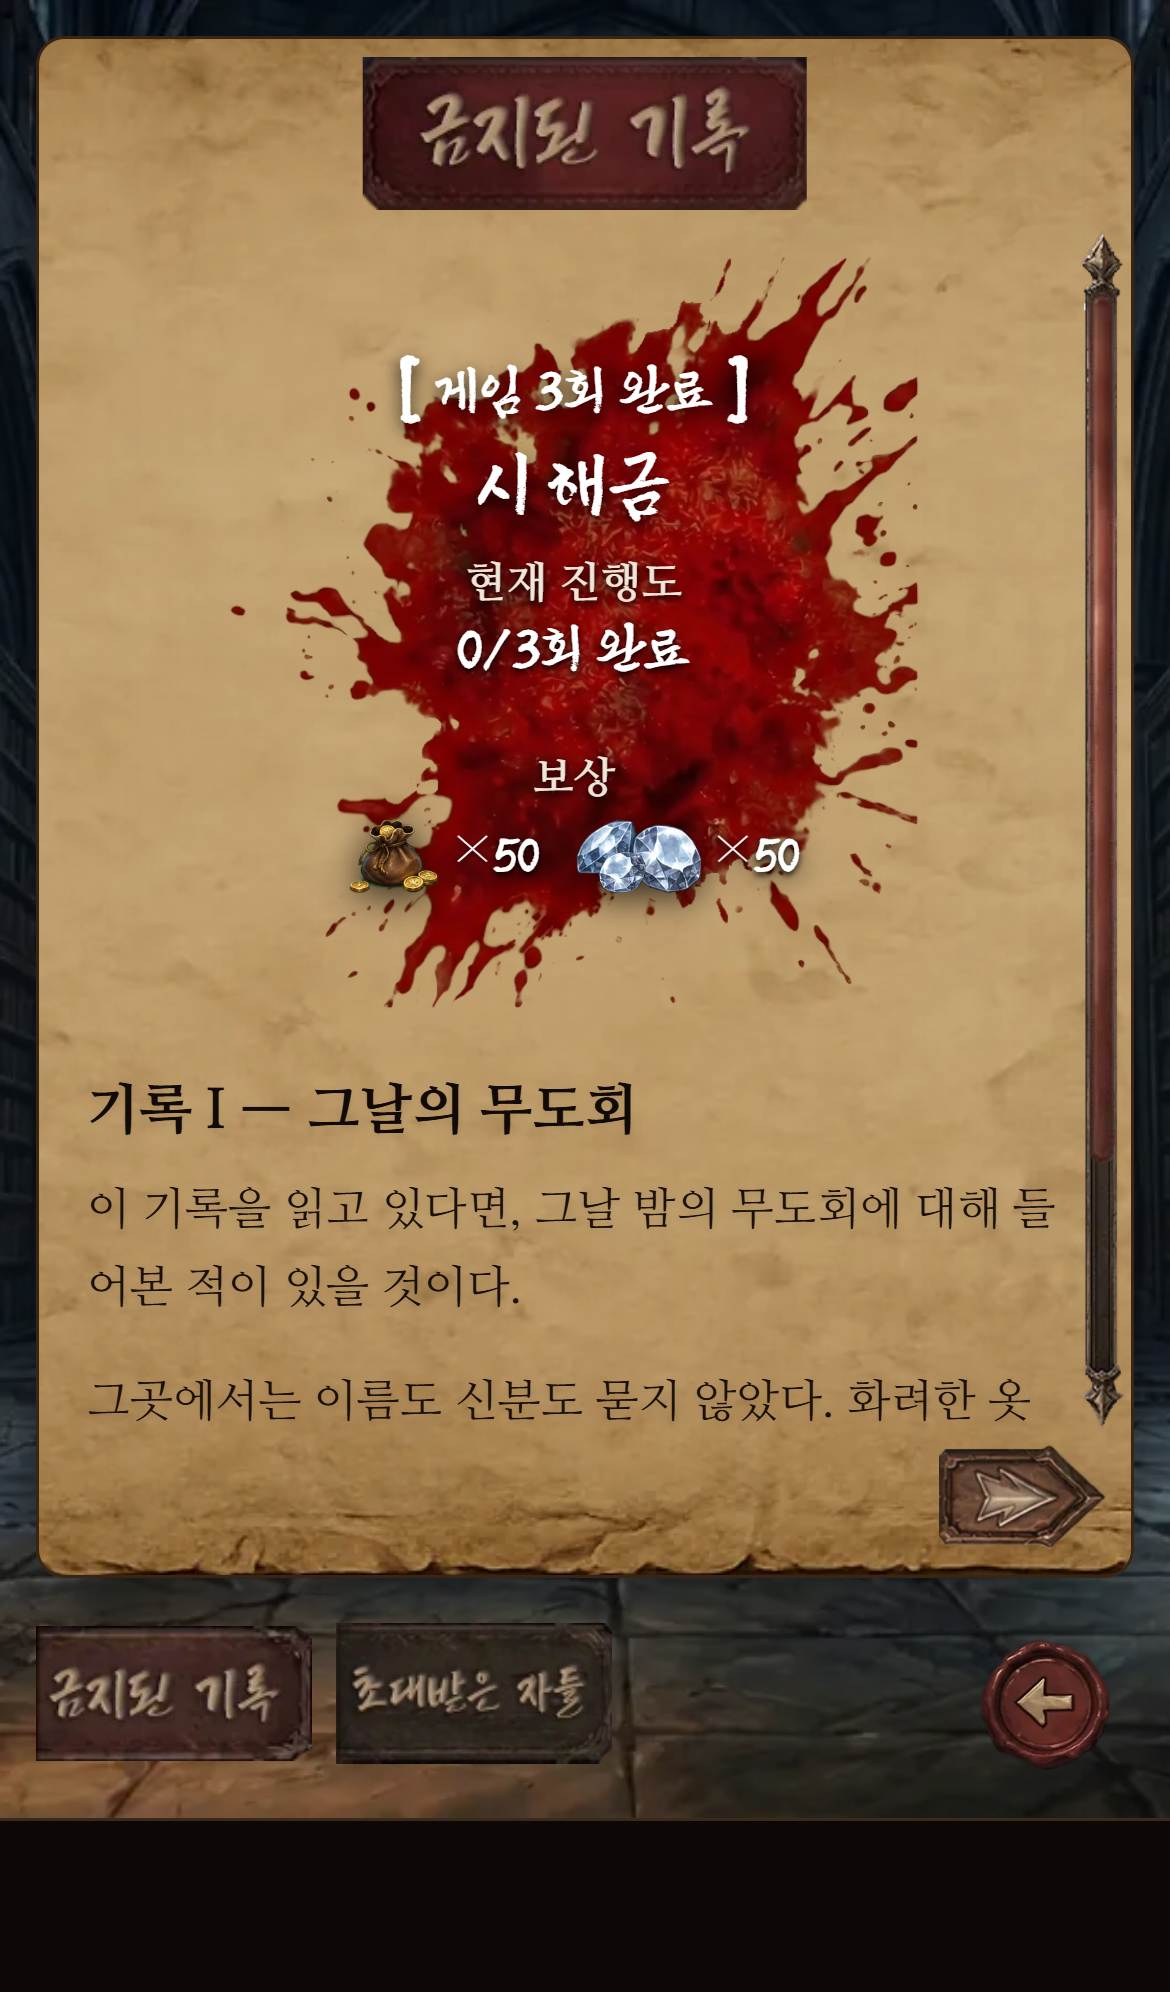 금지된 기록
[ 게임 3회 완료 ]
시 해금
현재 진행도
0/3회 완료
보상
×50 ×50
기록 I — 그날의 무도회
이 기록을 읽고 있다면, 그날 밤의 무도회에 대해 들
어본 적이 있을 것이다.
그곳에서는 이름도 신분도 묻지 않았다. 화려한 옷
금지된 기록 초대받은 자들